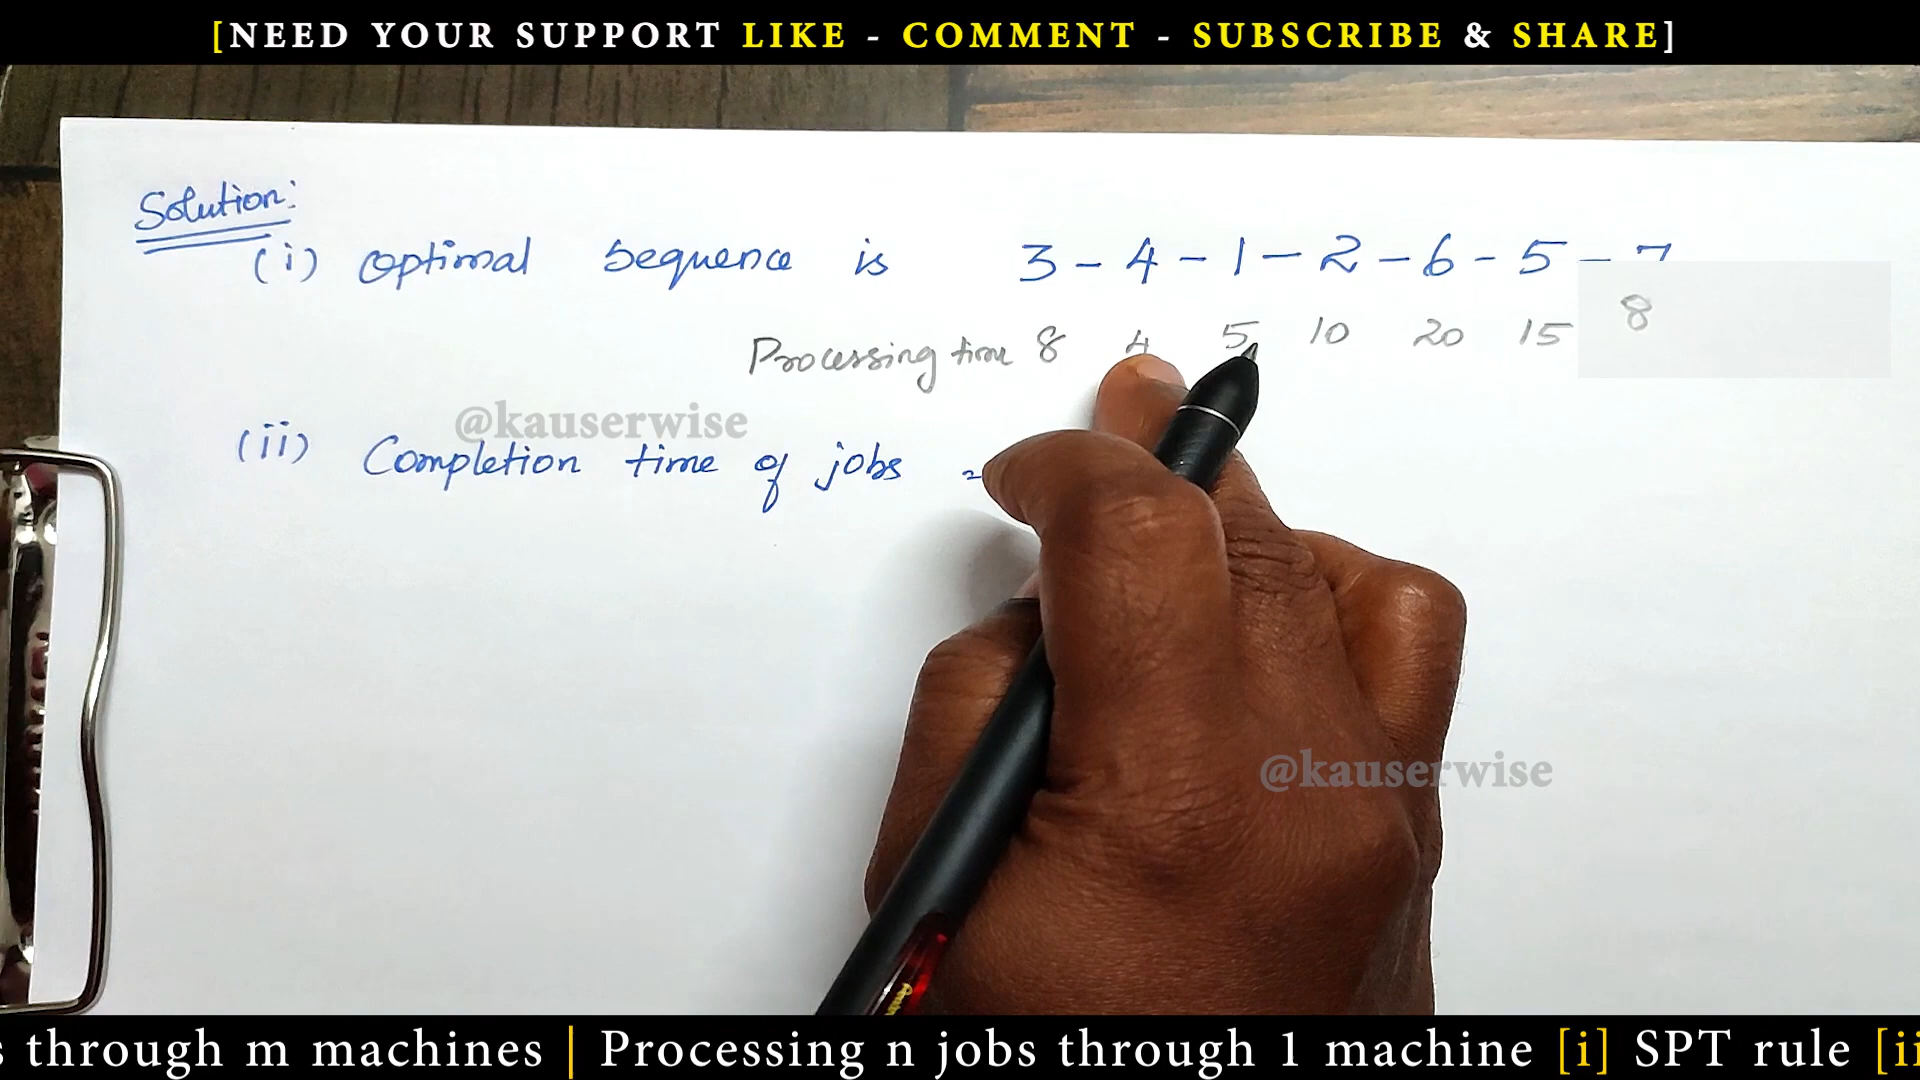 [NEED YOUR SUPPORT LIKE - COMMENT - SUBSCRIBE & SHARE]
Solution:
(i) Optimal Sequence is 3 - 4 - 1 - 2 - 6 - 5 - 7
Processing time 8 4 5 10 20 15 8
@kauserwise
(ii) Completion time of jobs =
@kauserwise
through m machines | Processing n jobs through 1 machine [i] SPT rule [ii